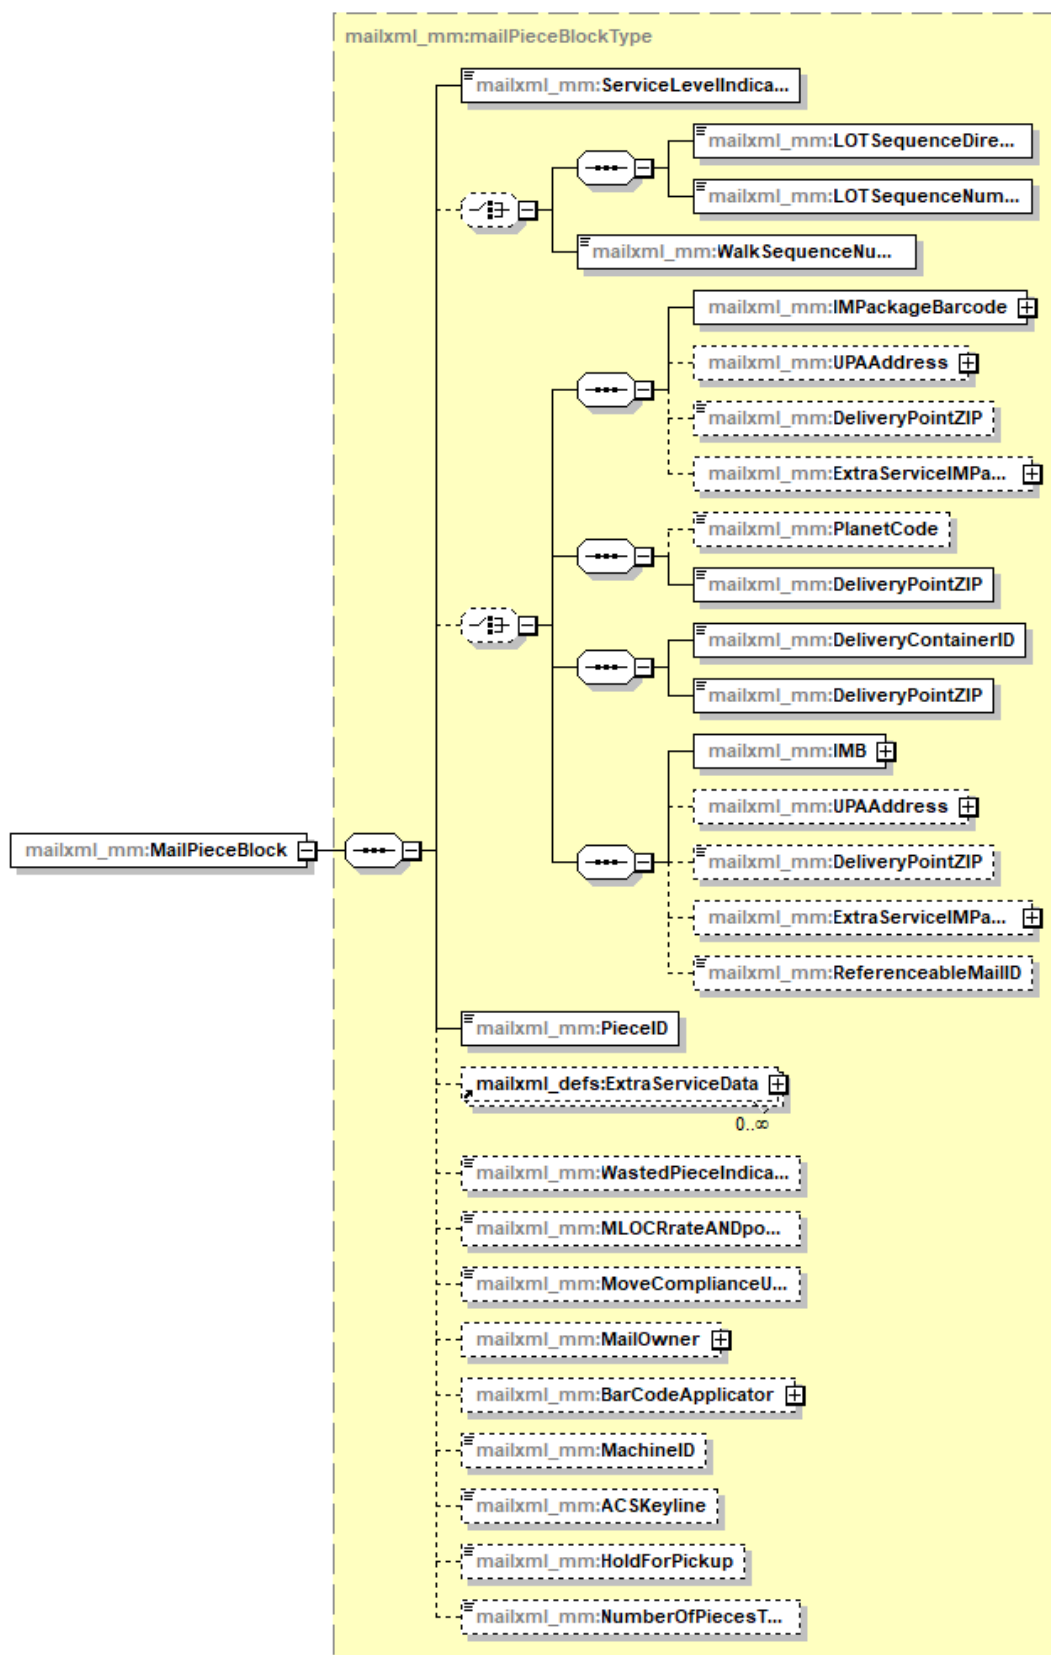 mailxml_mm:mailPieceBlockType
mailxml_mm:ServiceLevelIndica...
mailxml_mm:LOTSequenceDire...
mailxml_mm:LOTSequenceNum...
mailxml_mm:WalkSequenceNu...
mailxml_mm:IMPackageBarcode
mailxml_mm:UPAAddress
mailxml_mm:DeliveryPointZIP
mailxml_mm:ExtraServiceIMPa...
mailxml_mm:PlanetCode
mailxml_mm:DeliveryPointZIP
mailxml_mm:DeliveryContainerID
mailxml_mm:DeliveryPointZIP
mailxml_mm:IMB
mailxml_mm:UPAAddress
mailxml_mm:MailPieceBlock
mailxml_mm:DeliveryPointZIP
mailxml_mm:ExtraServiceIMPa...
mailxml_mm:ReferenceableMailID
mailxml_mm:PieceID
mailxml_defs:ExtraServiceData
0..∞
mailxml_mm:WastedPieceIndica...
mailxml_mm:MLOCRrateANDpo...
mailxml_mm:MoveComplianceU...
mailxml_mm:MailOwner
mailxml_mm:BarCodeApplicator
mailxml_mm:MachineID
mailxml_mm:ACSKeyline
mailxml_mm:HoldForPickup
mailxml_mm:NumberOfPiecesT...